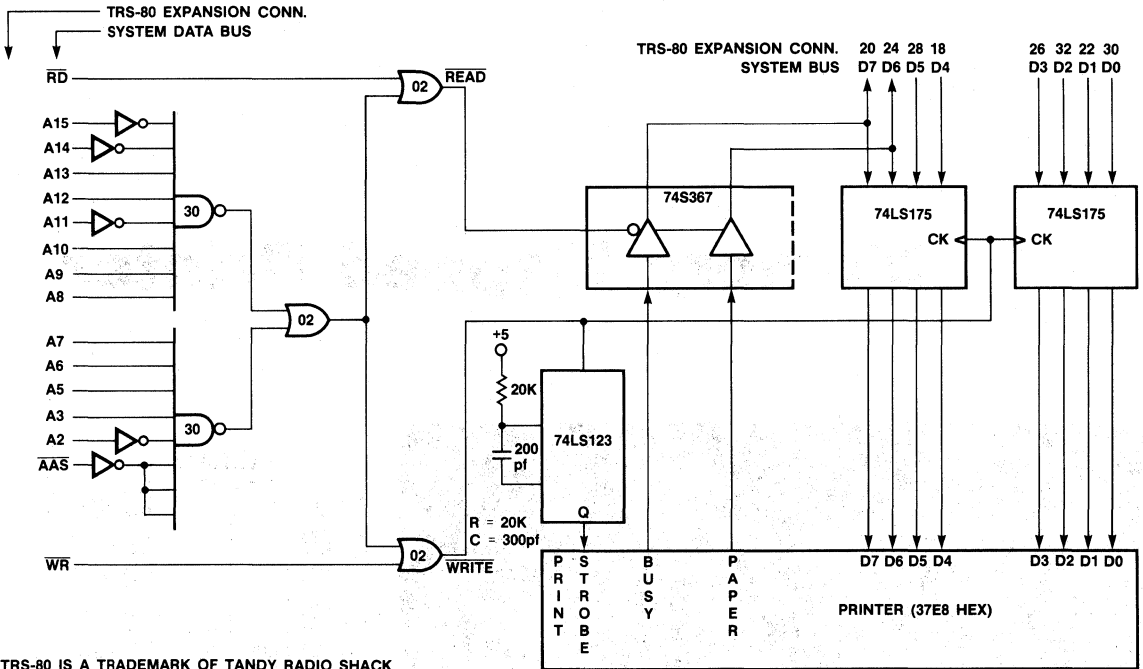 TRS-80 EXPANSION CONN.
SYSTEM DATA BUS
TRS-80 EXPANSION CONN. 20 24 28 18 26 32 22 30
SYSTEM BUS D7 D6 D5 D4 D3 D2 D1 D0
RD
02
READ
A15
A14
A13
A12
A11
A10
A9
A8
30
74S367
74LS175
CK
74LS175
CK
02
A7
A6
A5
A3
A2
AAS
30
+5
20K
200
pf
74LS123
Q
R = 20K
C = 300pf
WR
02
WRITE
PRINT
STROBE
BUSY
PAPER
D7 D6 D5 D4 D3 D2 D1 D0
PRINTER (37E8 HEX)
TRS-80 IS A TRADEMARK OF TANDY RADIO SHACK